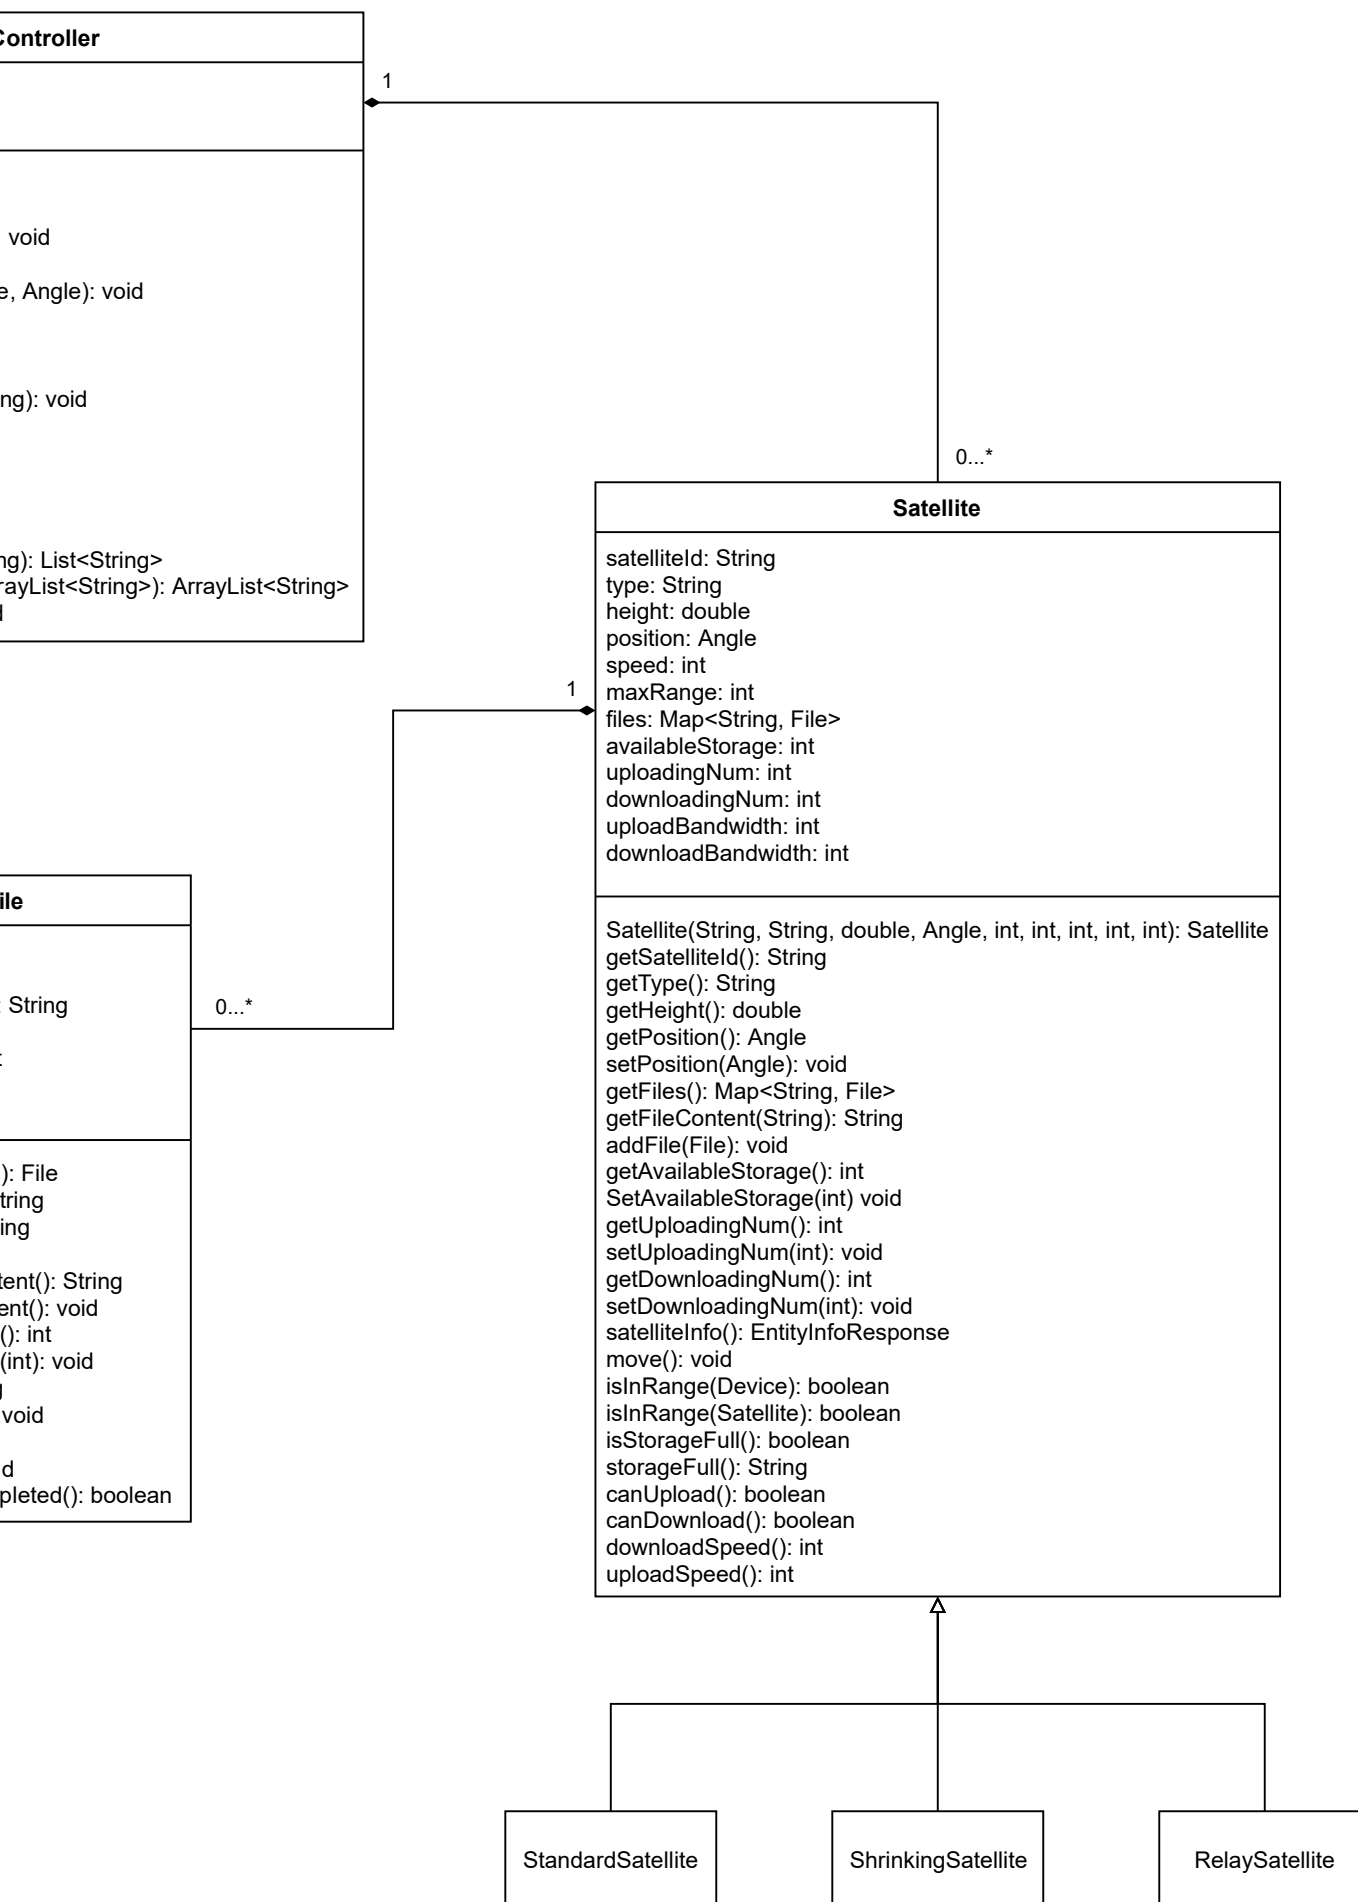 Controller
1
void
e, Angle): void
ng): void
ng): List<String>
rayList<String>): ArrayList<String>
0...*
Satellite
satelliteId: String
type: String
height: double
position: Angle
speed: int
maxRange: int
files: Map<String, File>
availableStorage: int
uploadingNum: int
downloadingNum: int
uploadBandwidth: int
downloadBandwidth: int
1
ile
: String
0...*
): File
tring
ing
tent(): String
ent(): void
(): int
(int): void
void
d
pleted(): boolean
Satellite(String, String, double, Angle, int, int, int, int, int): Satellite
getSatelliteId(): String
getType(): String
getHeight(): double
getPosition(): Angle
setPosition(Angle): void
getFiles(): Map<String, File>
getFileContent(String): String
addFile(File): void
getAvailableStorage(): int
SetAvailableStorage(int) void
getUploadingNum(): int
setUploadingNum(int): void
getDownloadingNum(): int
setDownloadingNum(int): void
satelliteInfo(): EntityInfoResponse
move(): void
isInRange(Device): boolean
isInRange(Satellite): boolean
isStorageFull(): boolean
storageFull(): String
canUpload(): boolean
canDownload(): boolean
downloadSpeed(): int
uploadSpeed(): int
StandardSatellite
ShrinkingSatellite
RelaySatellite